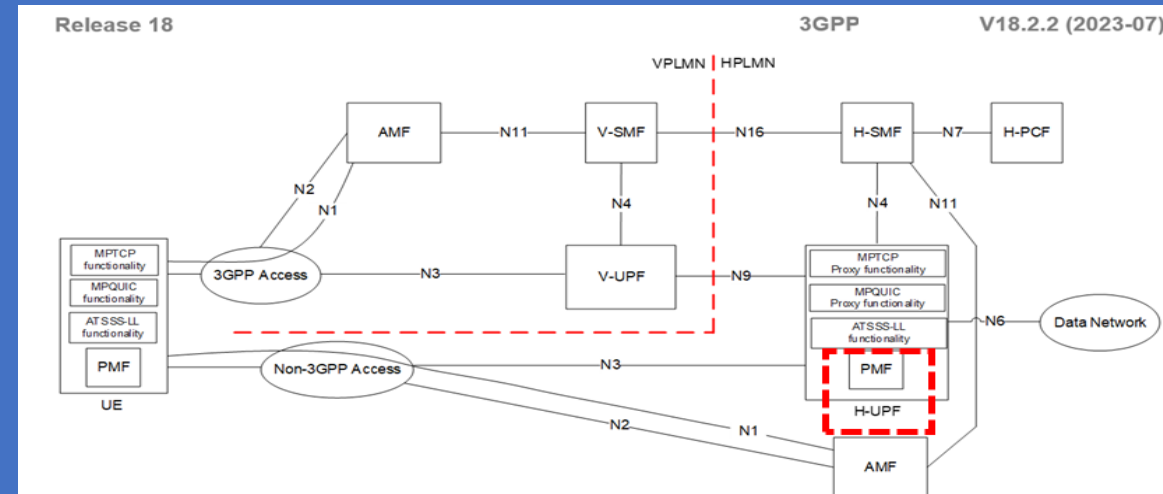 Release 18 3GPP V18.2.2 (2023-07)
VPLMN HPLMN
AMF N11 V-SMF N16 H-SMF N7 H-PCF
N2
N1
N4 N4 N11
MPTCP
functionality
MPQUIC
functionality
ATSSS-LL
functionality
PMF
UE
3GPP Access N3 V-UPF N9
MPTCP
Proxy functionality
MPQUIC
Proxy functionality
ATSSS-LL
functionality
PMF
H-UPF
N6 Data Network
Non-3GPP Access N3
N2 N1
AMF